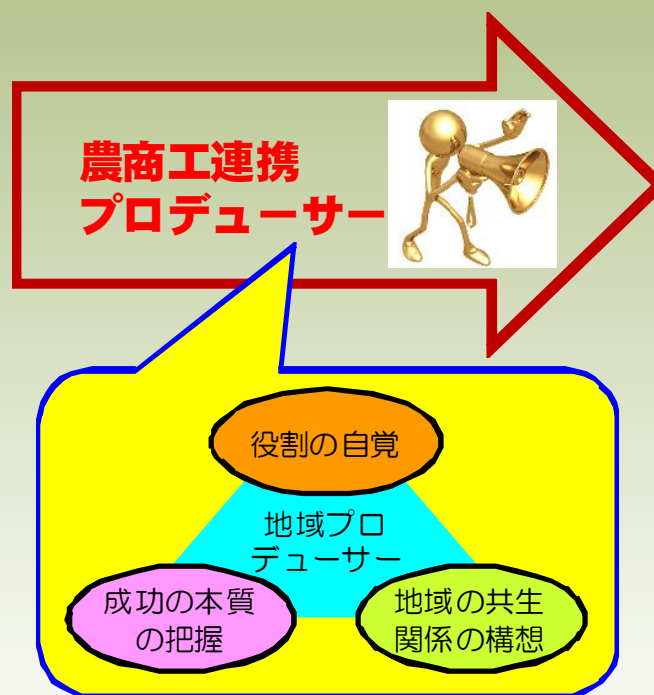 農商工連携
プロデューサー
役割の自覚
地域プロ
デューサー
成功の本質
の把握
地域の共生
関係の構想